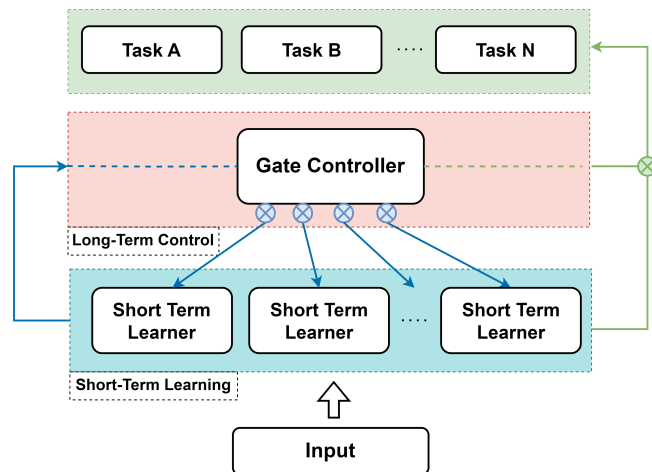 Task A
Task B
....
Task N
Gate Controller
Long-Term Control
Short Term
Learner
Short Term
Learner
....
Short Term
Learner
Short-Term Learning
Input